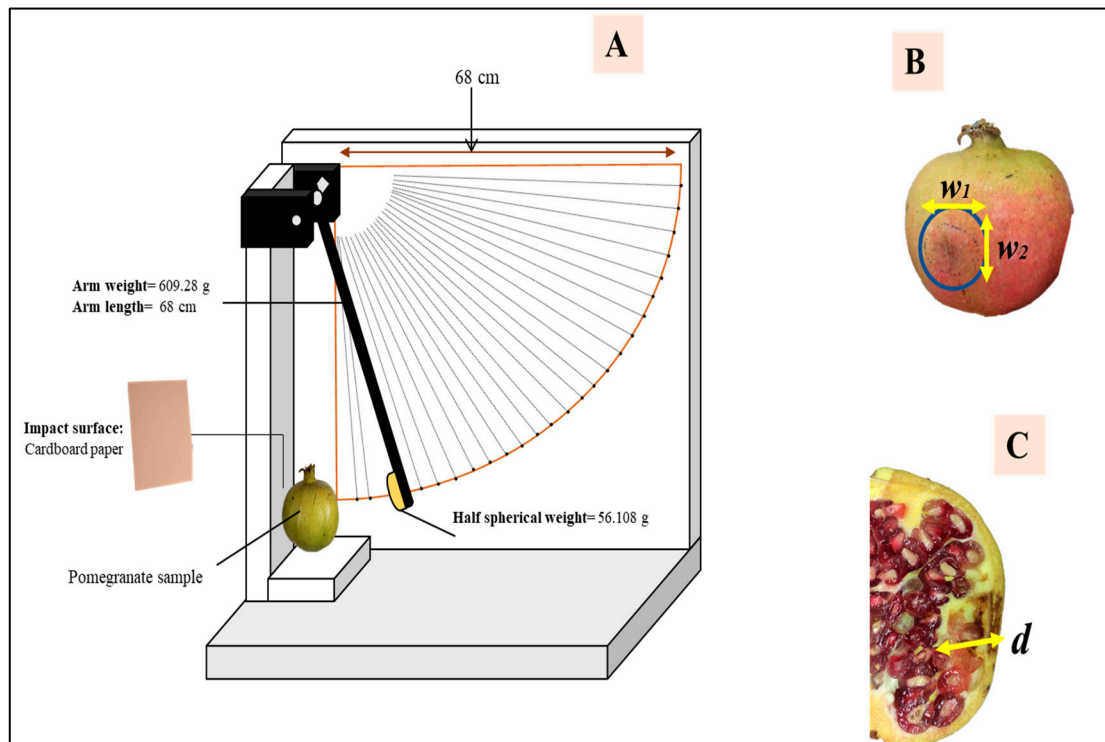 A
68 cm
Arm weight= 609.28 g
Arm length= 68 cm
Impact surface:
Cardboard paper
Half spherical weight= 56.108 g
Pomegranate sample
B
w1
w2
C
d